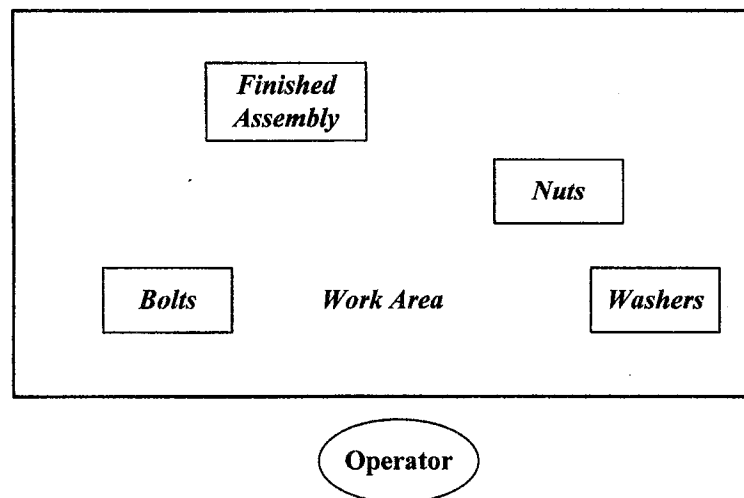 Finished
Assembly
Nuts
Bolts
Work Area
Washers
Operator